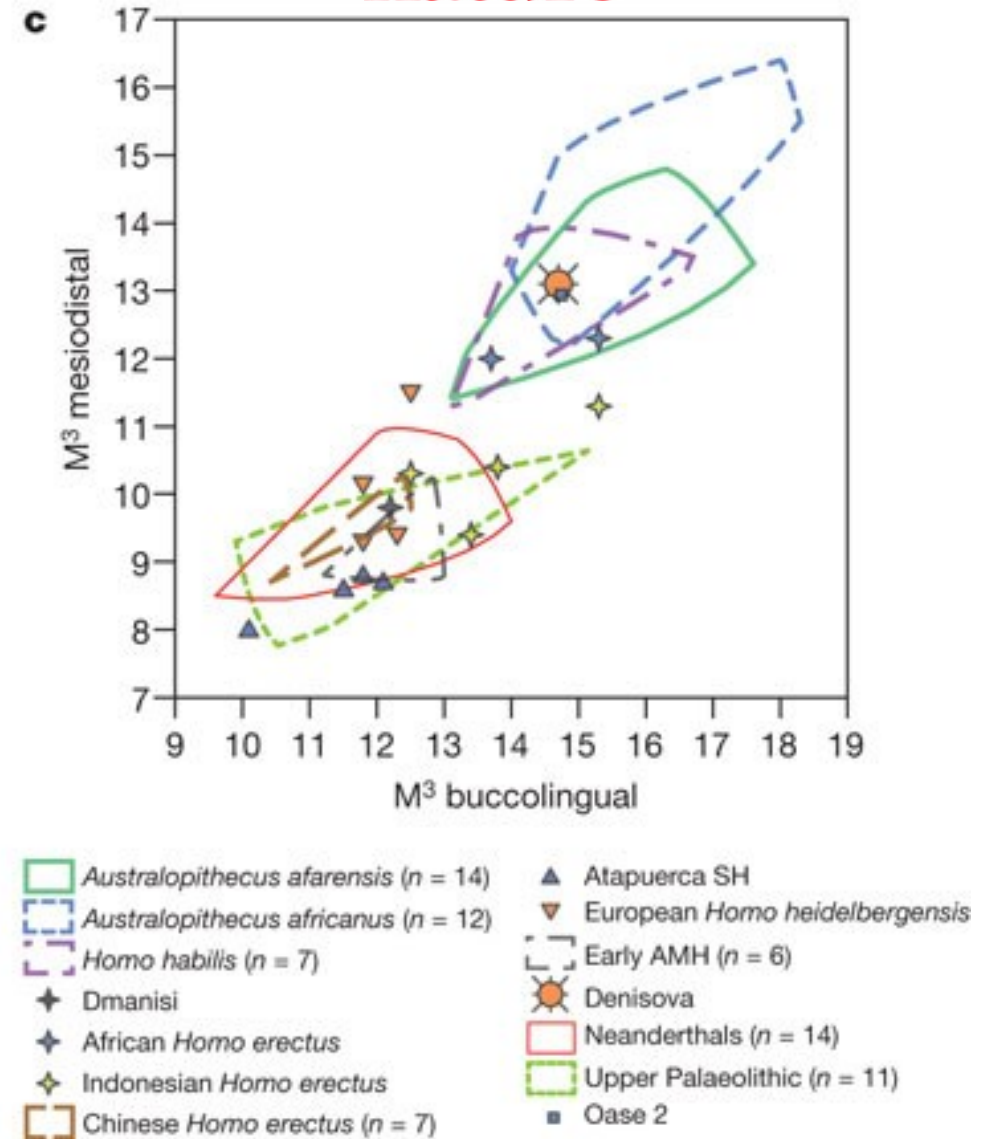 c
17
16
15
14
13
12
11
10
9
8
7
M³ mesiodistal
9 10 11 12 13 14 15 16 17 18 19
M³ buccolingual
Australopithecus afarensis (n = 14)
Australopithecus africanus (n = 12)
Homo habilis (n = 7)
Dmanisi
African Homo erectus
Indonesian Homo erectus
Chinese Homo erectus (n = 7)
Atapuerca SH
European Homo heidelbergensis
Early AMH (n = 6)
Denisova
Neanderthals (n = 14)
Upper Palaeolithic (n = 11)
Oase 2